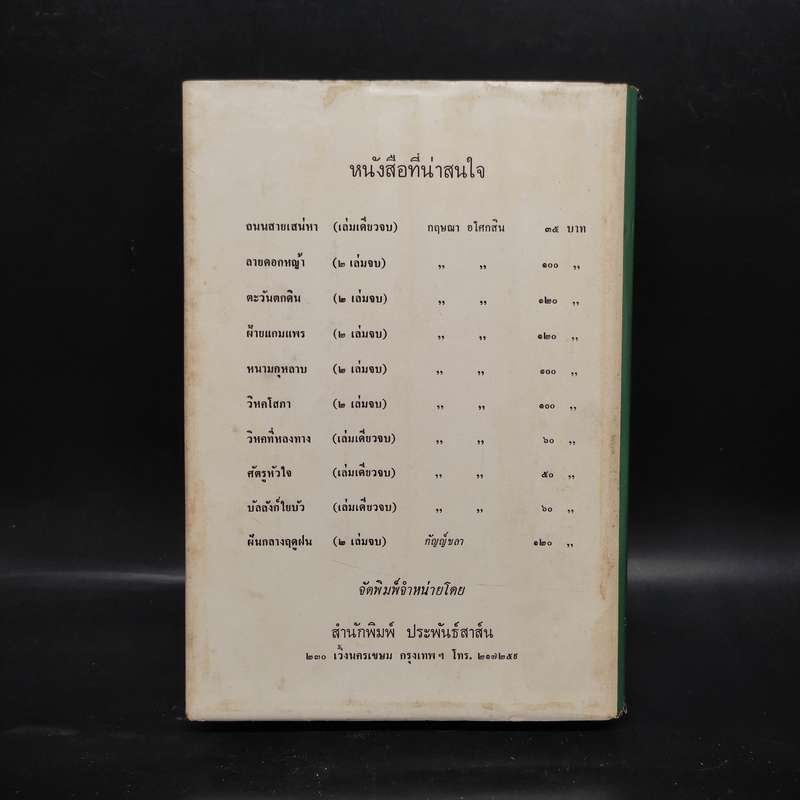 หนังสือที่น่าสนใจ
ถนนสายเสน่หา (เล่มเดียวจบ) กฤษณา อโศกสิน ๓๕ บาท
ลายดอกหญ้า (๒ เล่มจบ) ,, ,, ๑๐๐ ,,
ตะวันตกดิน (๒ เล่มจบ) ,, ,, ๑๒๐ ,,
ฝ้ายแกมแพร (๒ เล่มจบ) ,, ,, ๑๒๐ ,,
หนามกุหลาบ (๒ เล่มจบ) ,, ,, ๑๐๐ ,,
วิหคโสภา (๒ เล่มจบ) ,, ,, ๑๐๐ ,,
วิหคที่หลงทาง (เล่มเดียวจบ) ,, ,, ๖๐ ,,
ศัตรูหัวใจ (เล่มเดียวจบ) ,, ,, ๕๐ ,,
บัลลังก์ใยบัว (เล่มเดียวจบ) ,, ,, ๖๐ ,,
ฝันกลางฤดูฝน (๒ เล่มจบ) กัญญ์ชลา ๑๒๐ ,,
จัดพิมพ์จำหน่ายโดย
สำนักพิมพ์ ประพันธ์สาส์น
๒๓๐ เวิ้งนครเขษม กรุงเทพฯ โทร. ๒๑๗๒๕๙